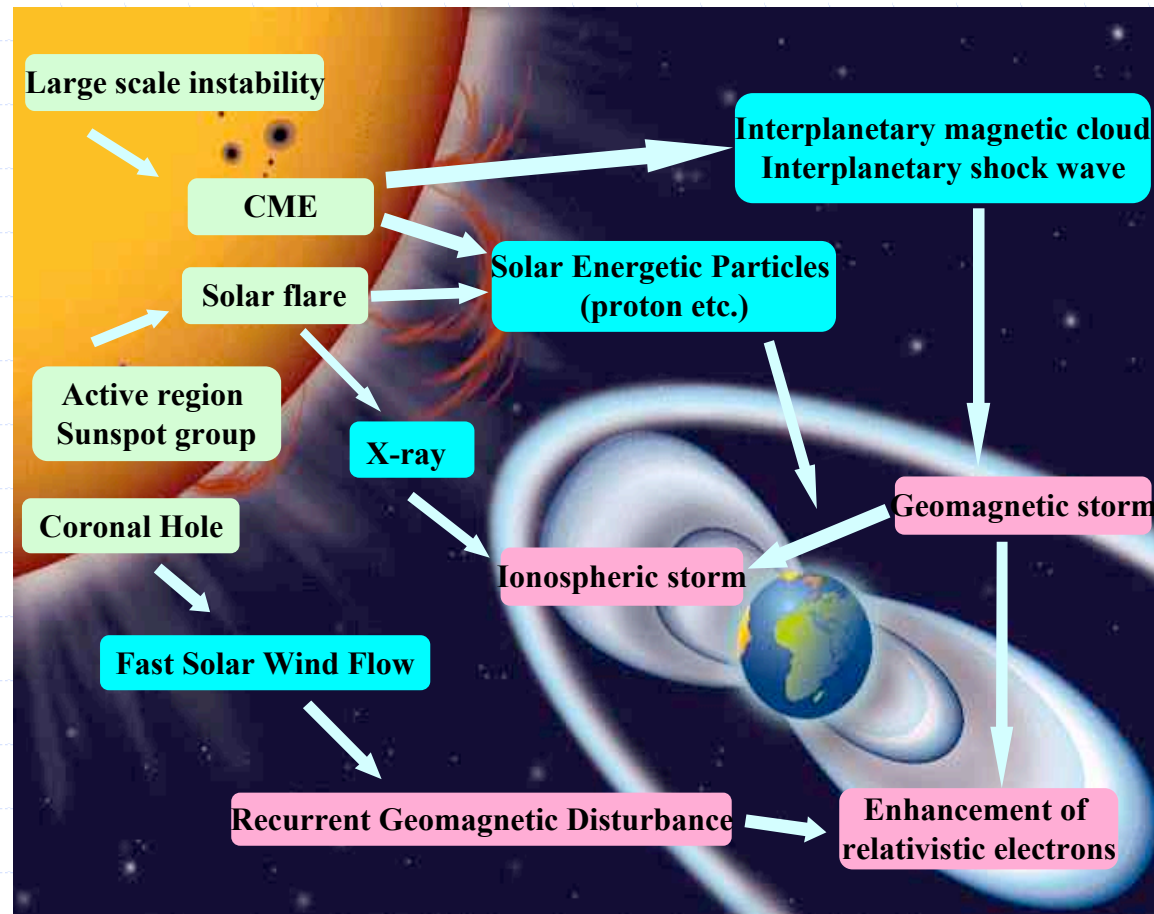 Large scale instability
Interplanetary magnetic cloud
Interplanetary shock wave
CME
Solar Energetic Particles
(proton etc.)
Solar flare
Active region
Sunspot group
X-ray
Geomagnetic storm
Coronal Hole
Ionospheric storm
Fast Solar Wind Flow
Recurrent Geomagnetic Disturbance
Enhancement of
relativistic electrons